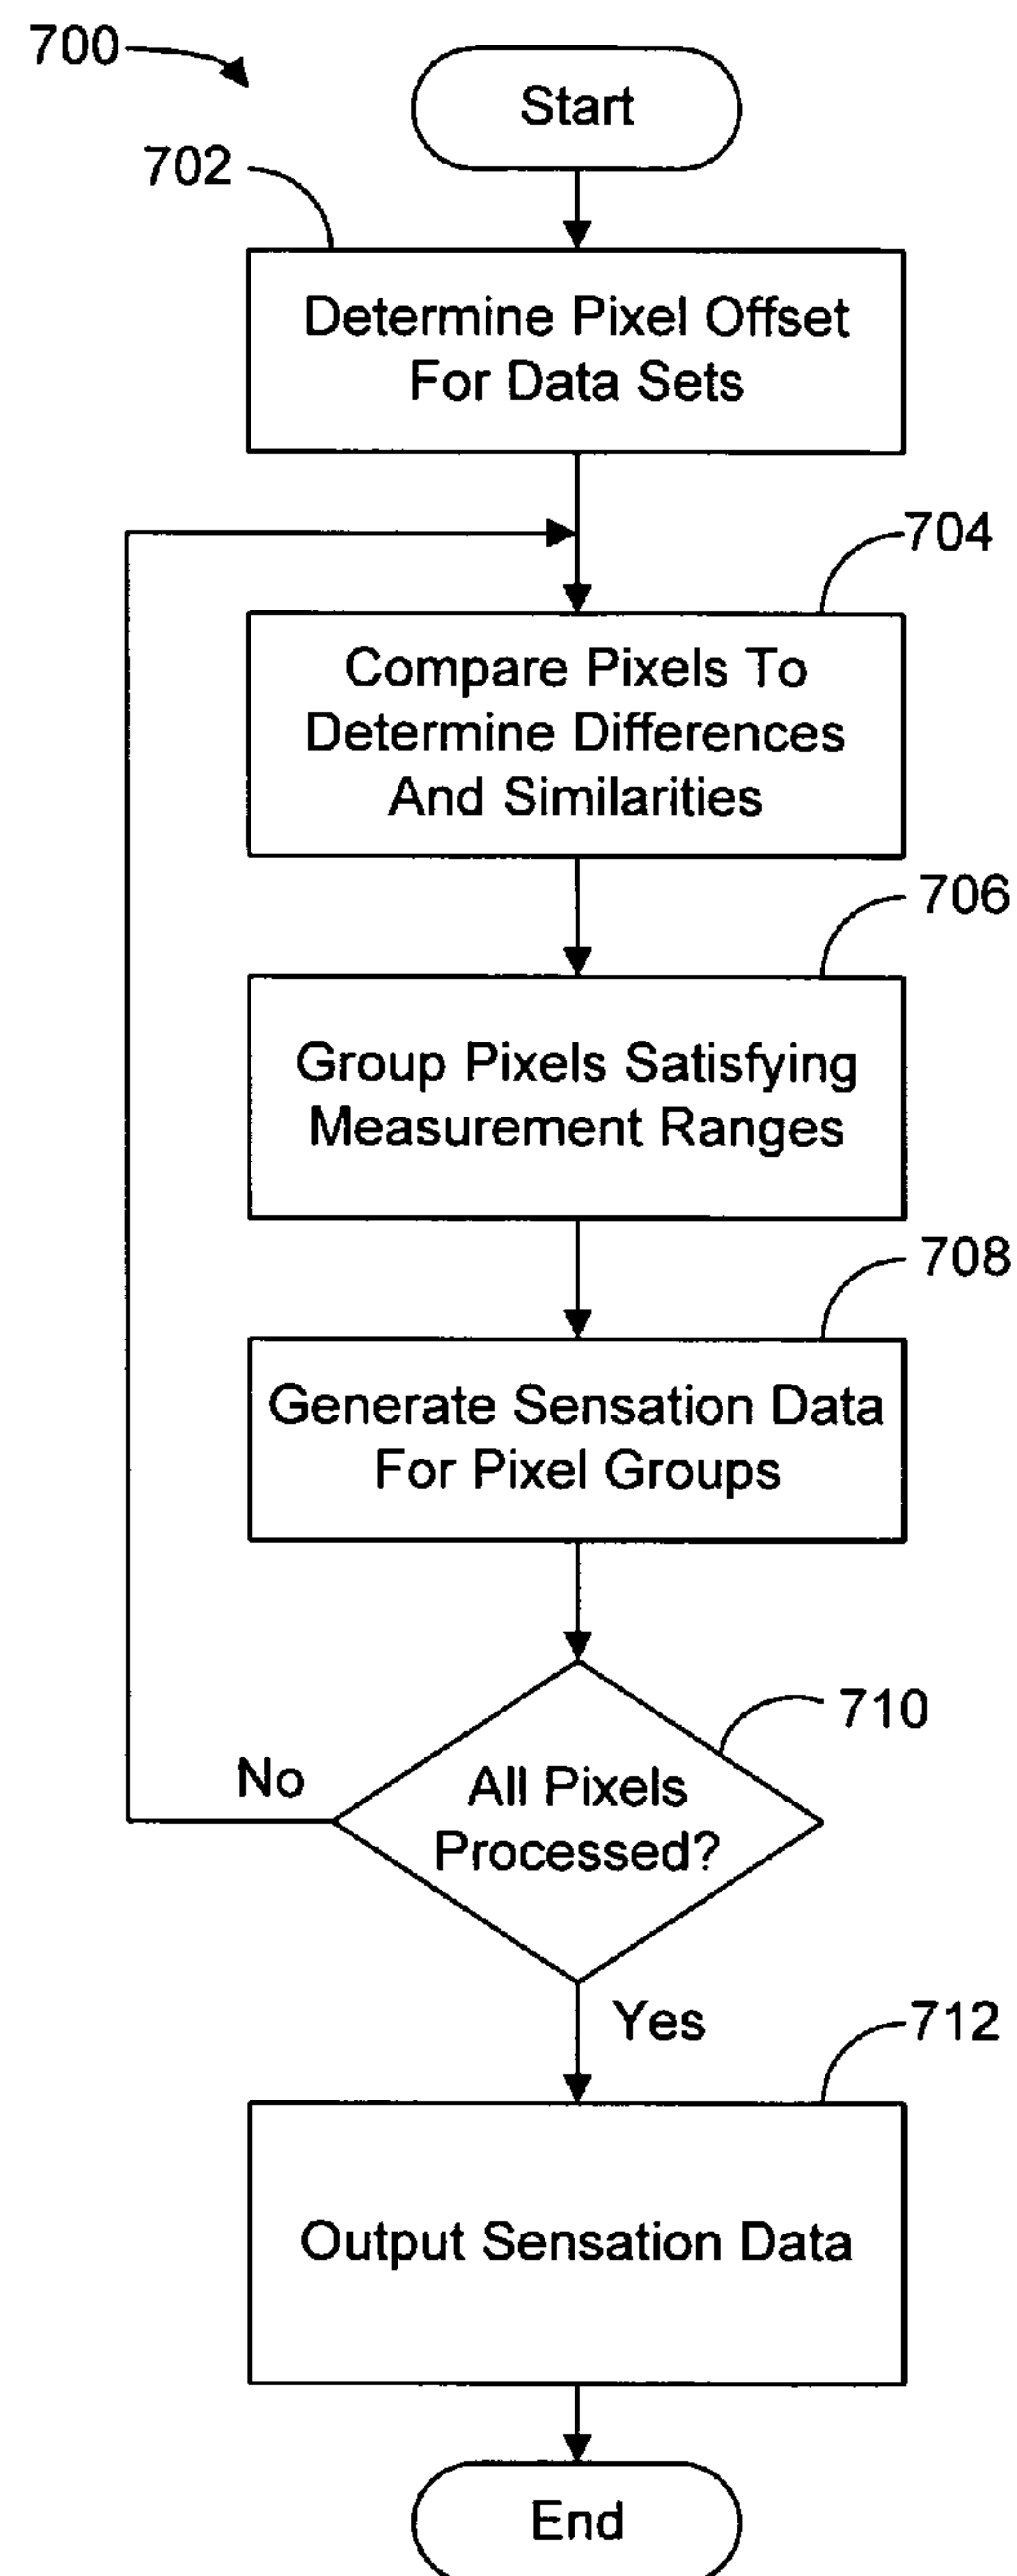 700
Start
702
Determine Pixel Offset
For Data Sets
704
Compare Pixels To
Determine Differences
And Similarities
706
Group Pixels Satisfying
Measurement Ranges
708
Generate Sensation Data
For Pixel Groups
710
All Pixels
Processed?
No
Yes
712
Output Sensation Data
End